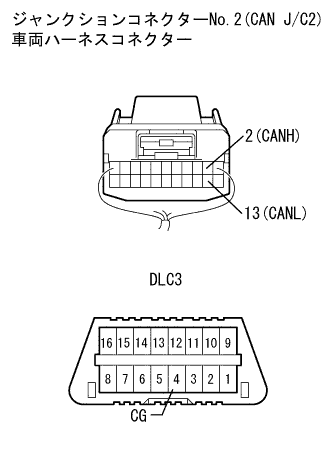 ジャンクションコネクターNo.2(CAN J/C2)
車両ハーネスコネクター
2(CANH)
13(CANL)
DLC3
16 15 14 13 12 11 10 9
8 7 6 5 4 3 2 1
CG